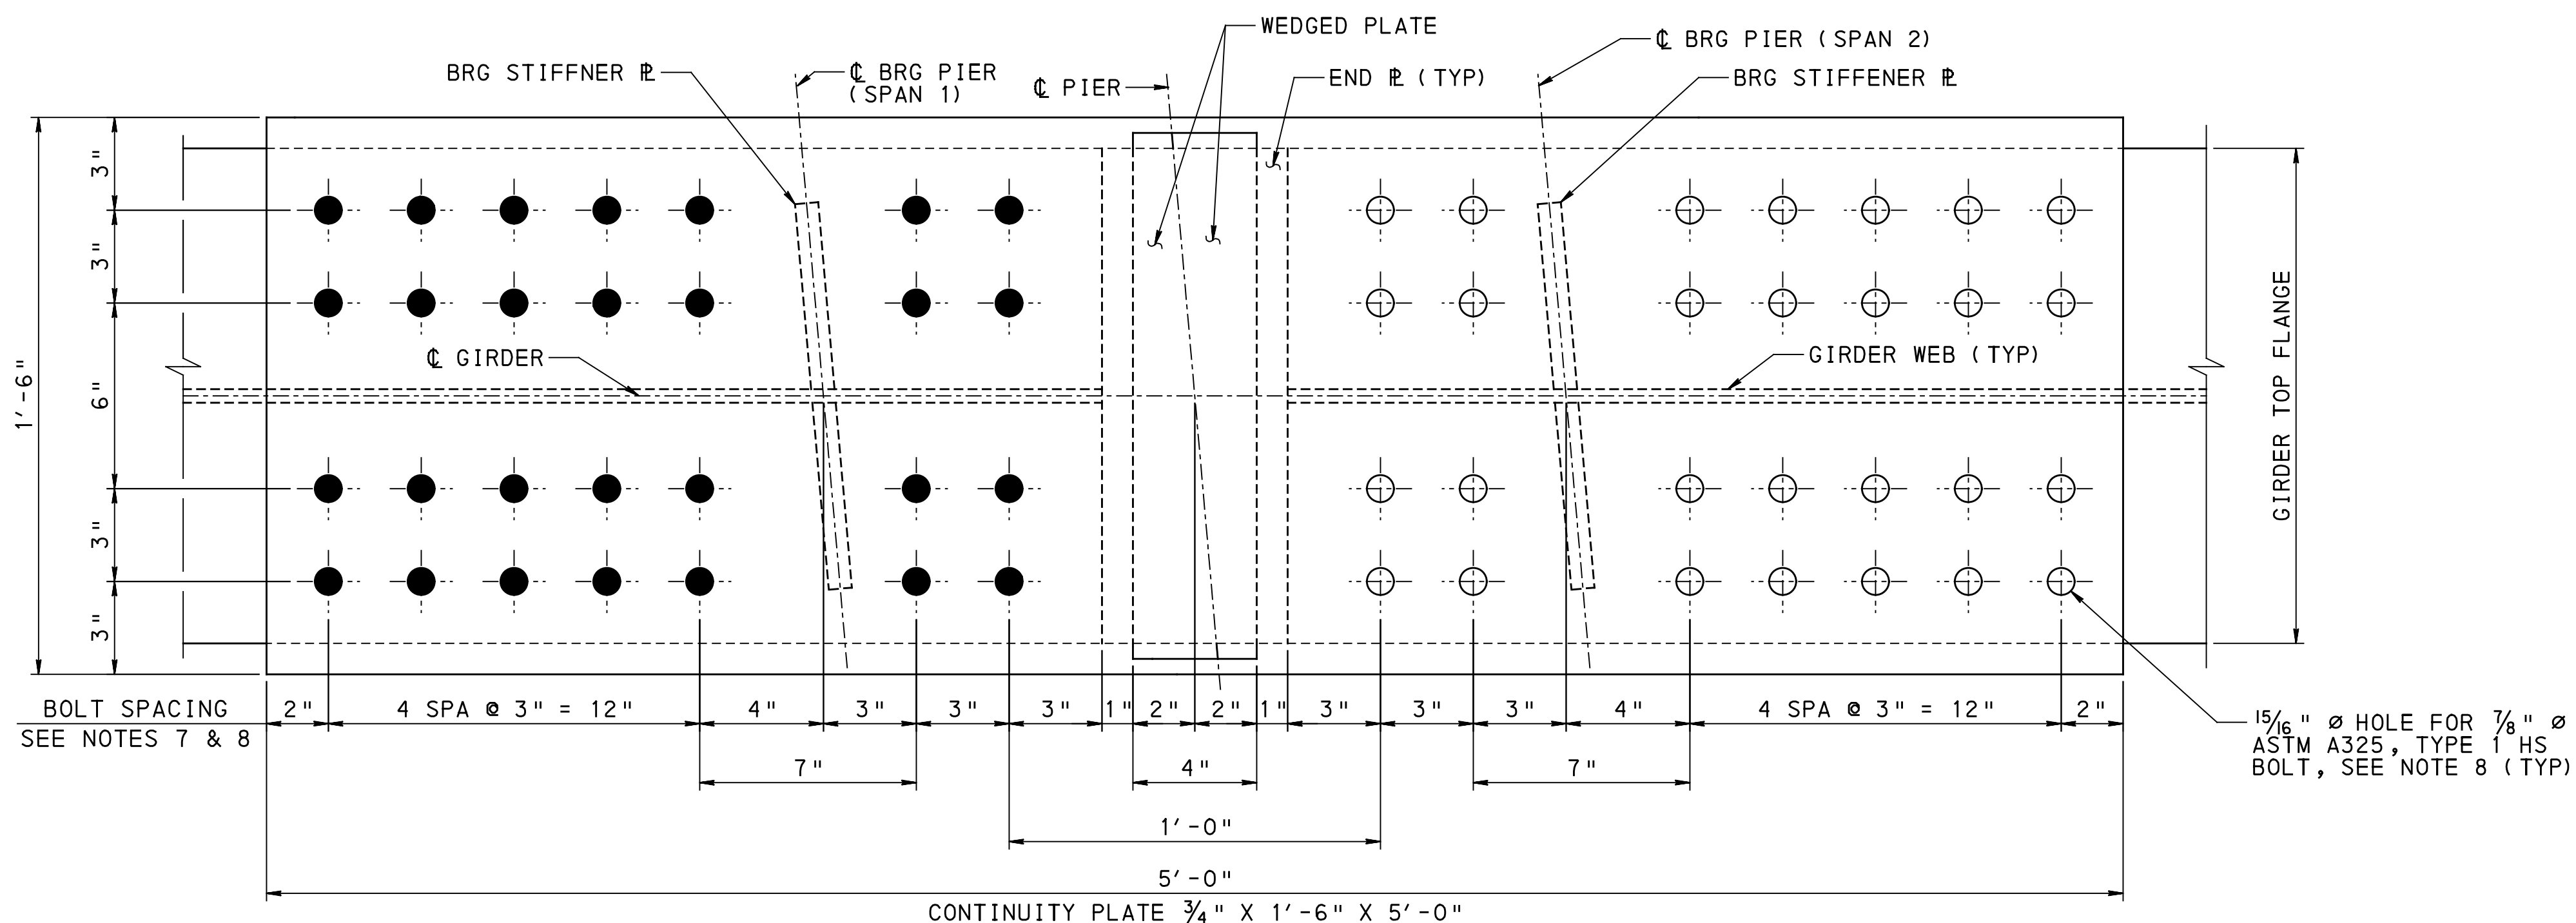 WEDGED PLATE
℄ BRG PIER (SPAN 2)
BRG STIFFNER ⅊
℄ BRG PIER
(SPAN 1)
℄ PIER
END ⅊ (TYP)
BRG STIFFENER ⅊
3"
3"
6"
3"
3"
1'-6"
℄ GIRDER
GIRDER WEB (TYP)
GIRDER TOP FLANGE
BOLT SPACING
SEE NOTES 7 & 8
2" 4 SPA @ 3" = 12" 4" 3" 3" 3" 1" 2" 2" 1" 3" 3" 3" 4" 4 SPA @ 3" = 12" 2"
15/16" ⌀ HOLE FOR 7/8" ⌀
ASTM A325, TYPE 1 HS
BOLT, SEE NOTE 8 (TYP)
7" 4" 7"
1'-0"
5'-0"
CONTINUITY PLATE 3/4" X 1'-6" X 5'-0"